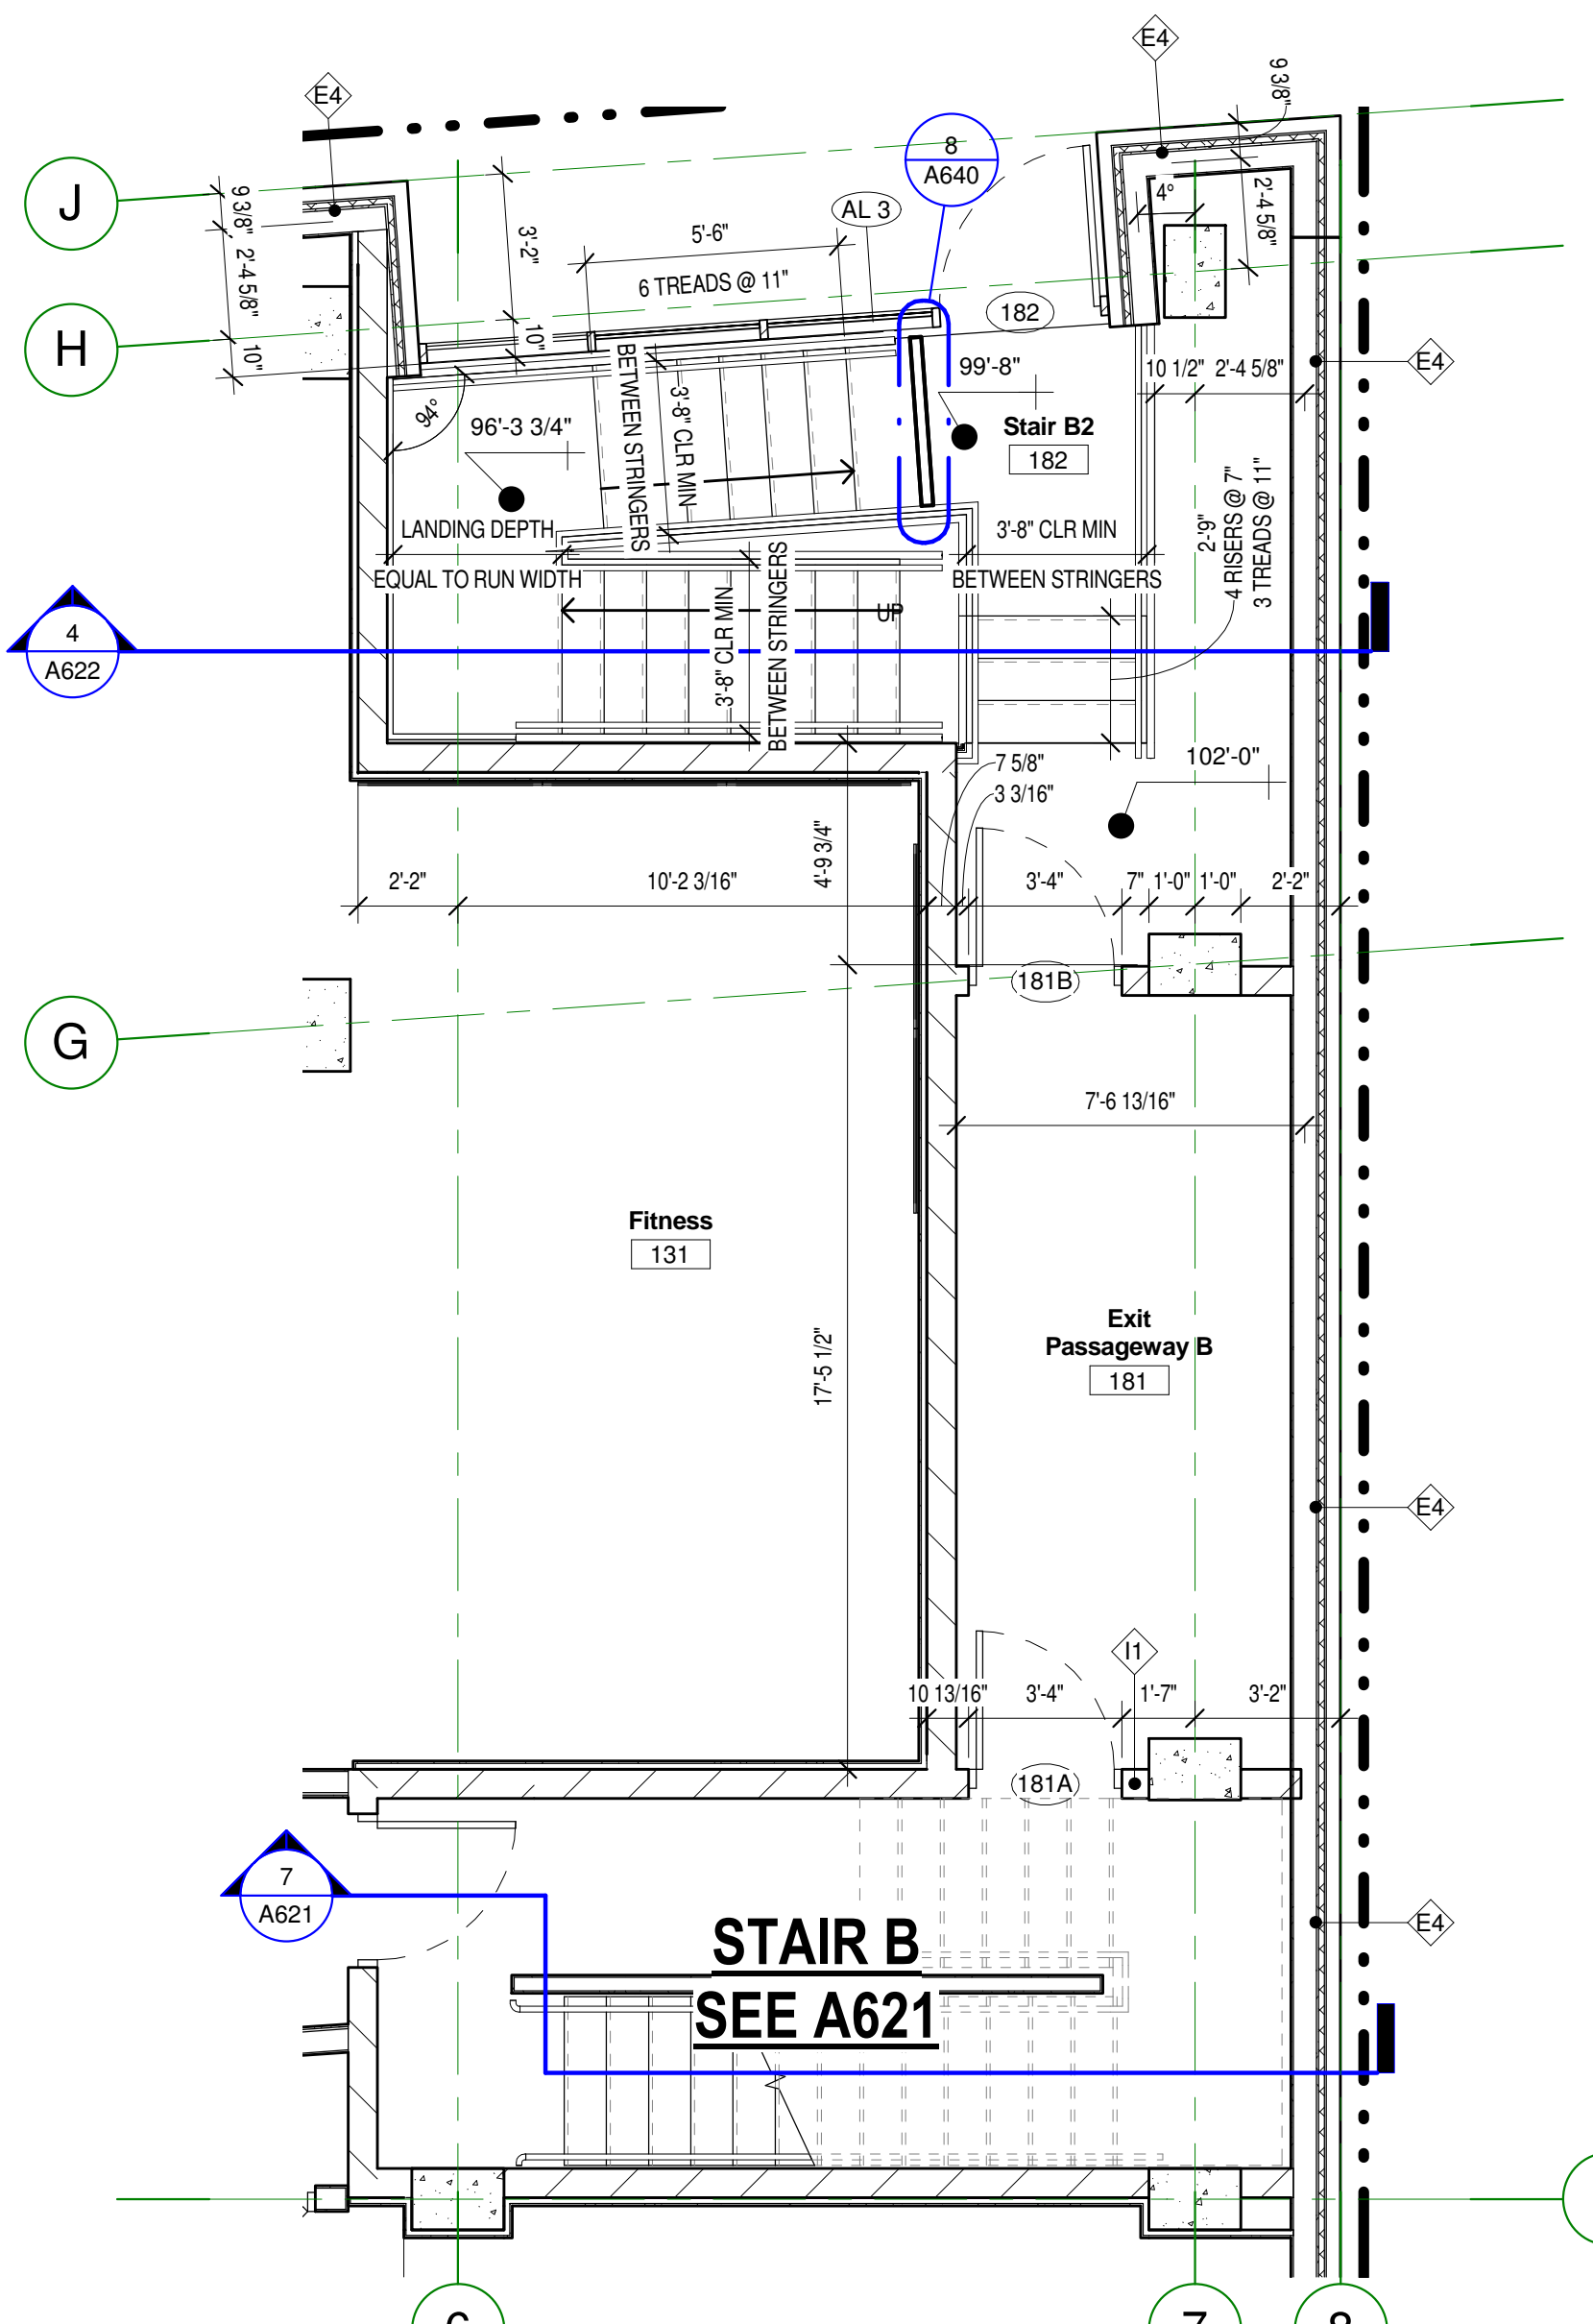 E4
E4
9 3/8"
8
A640
J
9 3/8"
2'-4 5/8"
10"
3'-2"
10"
5'-6"
6 TREADS @ 11"
AL 3
4°
2'-4 5/8"
H
182
E4
10 1/2"
2'-4 5/8"
99'-8"
Stair B2
182
94°
96'-3 3/4"
BETWEEN STRINGERS
3'-8" CLR MIN
LANDING DEPTH
EQUAL TO RUN WIDTH
3'-8" CLR MIN
BETWEEN STRINGERS
2'-9"
4 RISERS @ 7"
3 TREADS @ 11"
UP
3'-8" CLR MIN
BETWEEN STRINGERS
4
A622
7 5/8"
3 3/16"
102'-0"
4'-9 3/4"
2'-2"
10'-2 3/16"
3'-4"
7"
1'-0"
1'-0"
2'-2"
181B
G
7'-6 13/16"
Fitness
131
Exit
Passageway B
181
17'-5 1/2"
E4
I1
10 13/16"
3'-4"
1'-7"
3'-2"
181A
7
A621
E4
STAIR B
SEE A621
6
7
8